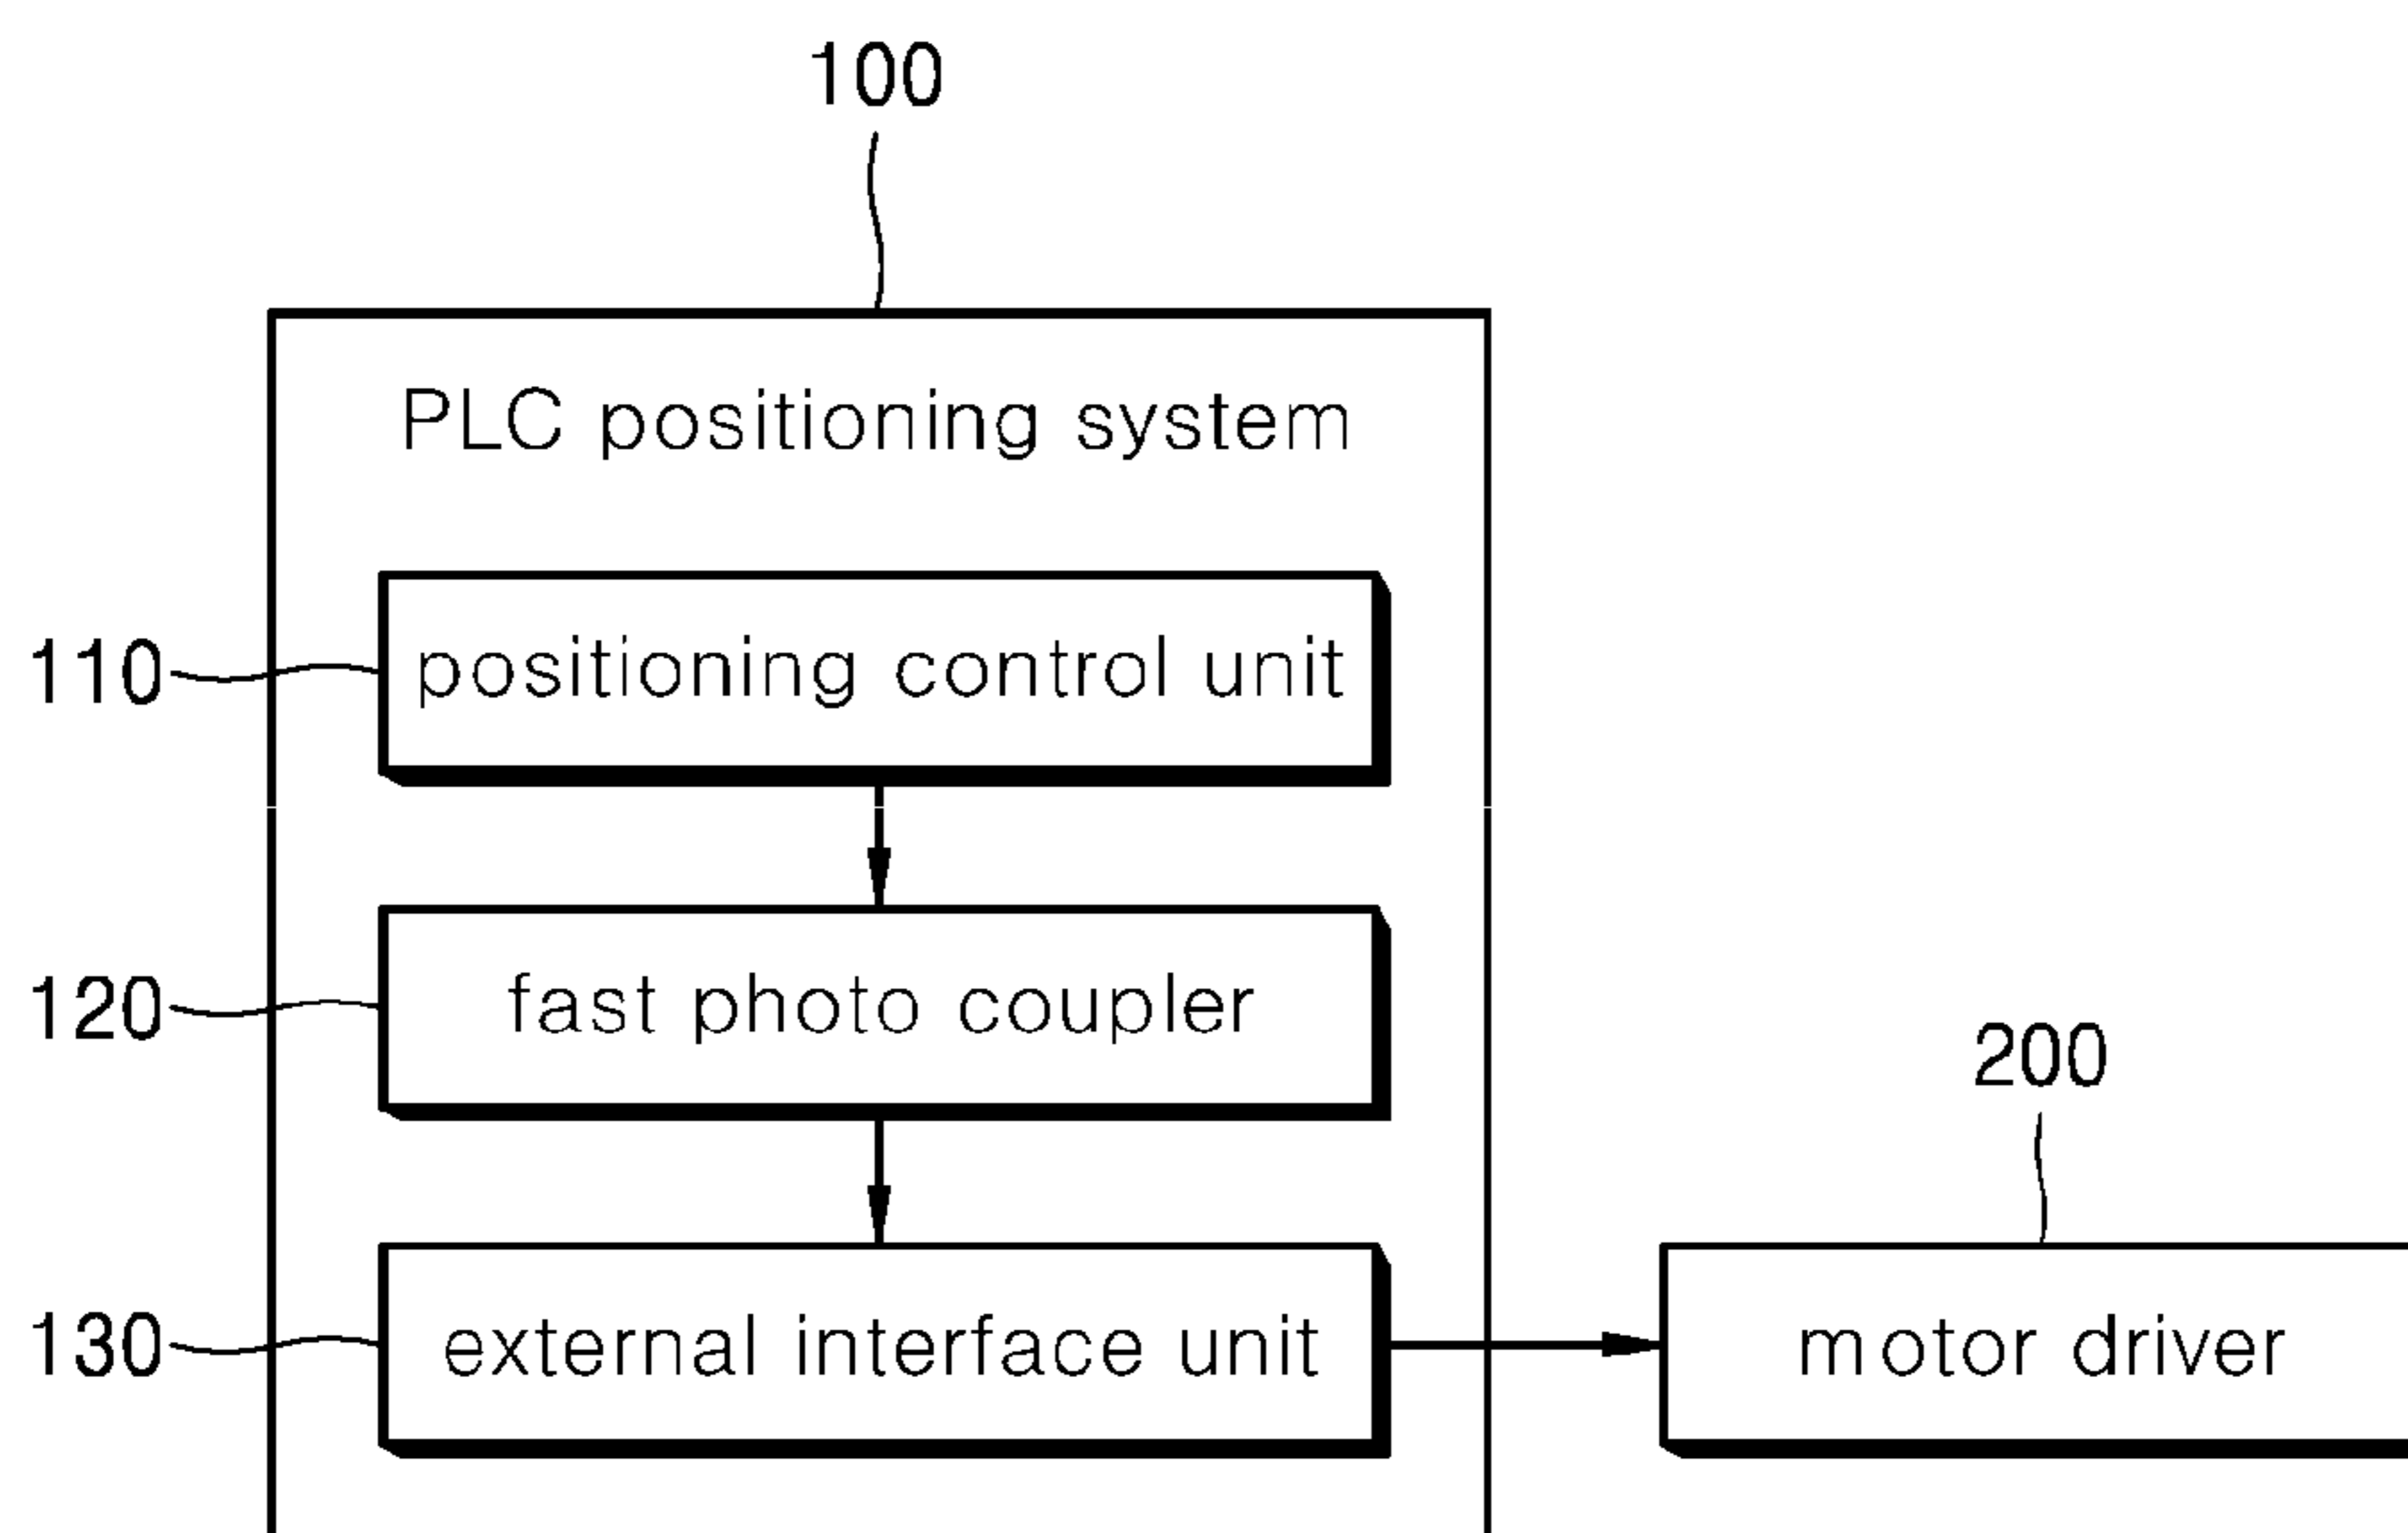 100
PLC positioning system
110 positioning control unit
120 fast photo coupler
200
130 external interface unit motor driver